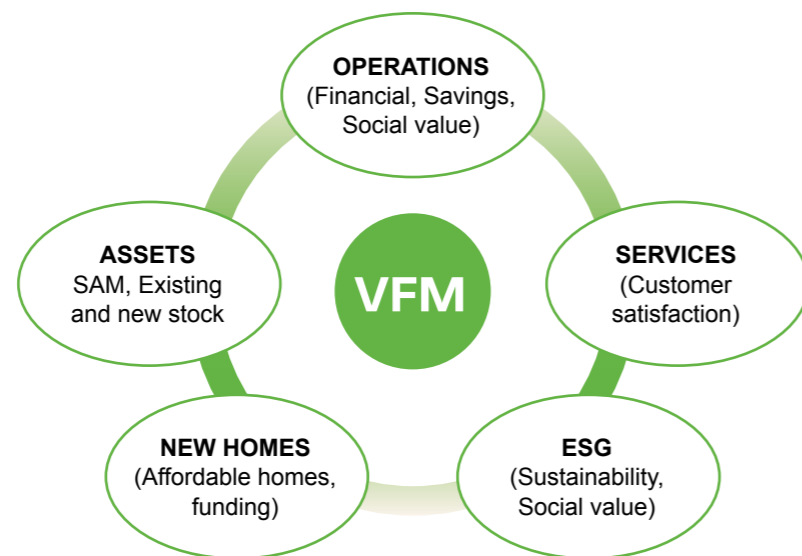 OPERATIONS
(Financial, Savings,
Social value)
ASSETS
SAM, Existing
and new stock
VFM
SERVICES
(Customer
satisfaction)
NEW HOMES
(Affordable homes,
funding)
ESG
(Sustainability,
Social value)